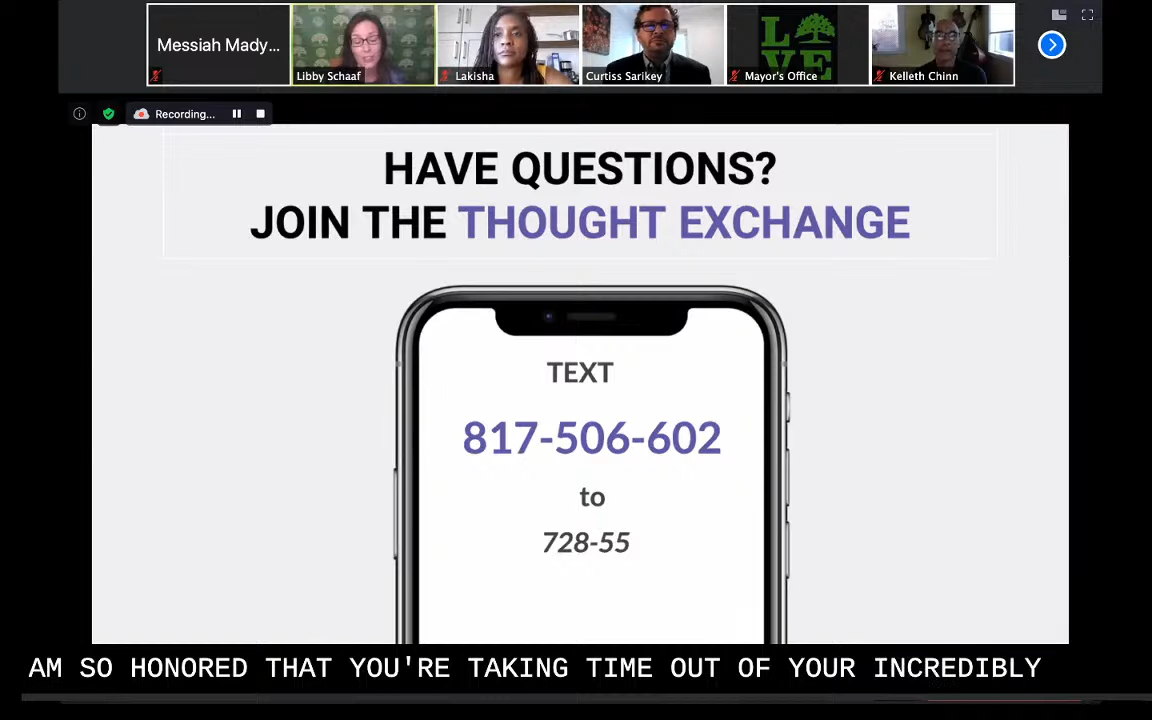 Messiah Mady...
Libby Schaaf
Lakisha
Curtiss Sarikey
LOVE
Mayor's Office
Kelleth Chinn
Recording...
HAVE QUESTIONS?
JOIN THE THOUGHT EXCHANGE
TEXT
817-506-602
to
728-55
AM SO HONORED THAT YOU'RE TAKING TIME OUT OF YOUR INCREDIBLY